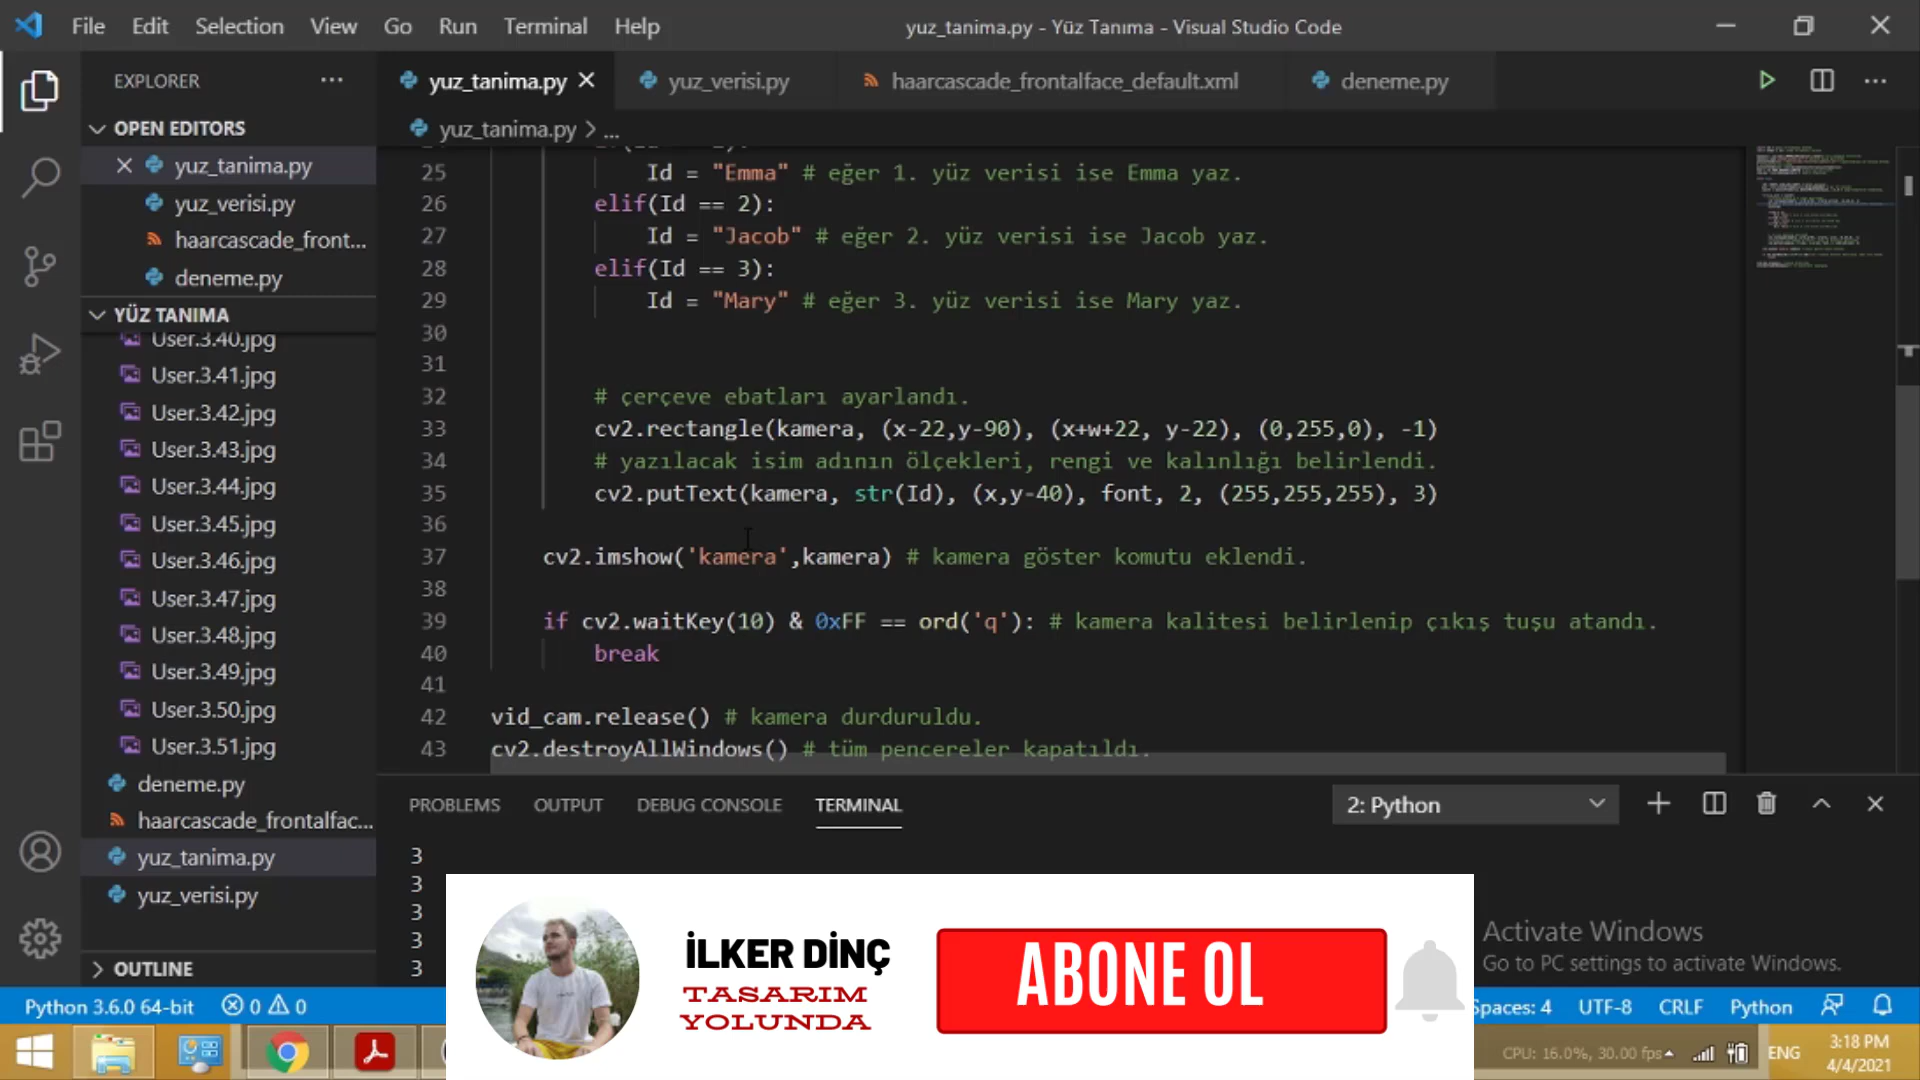 File Edit Selection View Go Run Terminal Help
yuz_tanima.py - Yüz Tanıma - Visual Studio Code
EXPLORER
OPEN EDITORS
yuz_tanima.py
yuz_verisi.py
haarcascade_front...
deneme.py
YÜZ TANIMA
User.3.40.jpg
User.3.41.jpg
User.3.42.jpg
User.3.43.jpg
User.3.44.jpg
User.3.45.jpg
User.3.46.jpg
User.3.47.jpg
User.3.48.jpg
User.3.49.jpg
User.3.50.jpg
User.3.51.jpg
deneme.py
haarcascade_frontalfac...
yuz_tanima.py
yuz_verisi.py
OUTLINE
yuz_tanima.py yuz_verisi.py haarcascade_frontalface_default.xml deneme.py
yuz_tanima.py > ...
25 Id = "Emma" # eğer 1. yüz verisi ise Emma yaz.
26 elif(Id == 2):
27 Id = "Jacob" # eğer 2. yüz verisi ise Jacob yaz.
28 elif(Id == 3):
29 Id = "Mary" # eğer 3. yüz verisi ise Mary yaz.
30
31
32 # çerçeve ebatları ayarlandı.
33 cv2.rectangle(kamera, (x-22,y-90), (x+w+22, y-22), (0,255,0), -1)
34 # yazılacak isim adının ölçekleri, rengi ve kalınlığı belirlendi.
35 cv2.putText(kamera, str(Id), (x,y-40), font, 2, (255,255,255), 3)
36
37 cv2.imshow('kamera',kamera) # kamera göster komutu eklendi.
38
39 if cv2.waitKey(10) & 0xFF == ord('q'): # kamera kalitesi belirlenip çıkış tuşu atandı.
40 break
41
42 vid_cam.release() # kamera durduruldu.
43 cv2.destroyAllWindows() # tüm pencereler kapatıldı.
PROBLEMS OUTPUT DEBUG CONSOLE TERMINAL
2: Python
3
3
3
3
3
İLKER DİNÇ
TASARIM
YOLUNDA
ABONE OL
Activate Windows
Go to PC settings to activate Windows.
Python 3.6.0 64-bit 0 0
Spaces: 4 UTF-8 CRLF Python
CPU: 16.0%, 30.00 fps
ENG
3:18 PM
4/4/2021